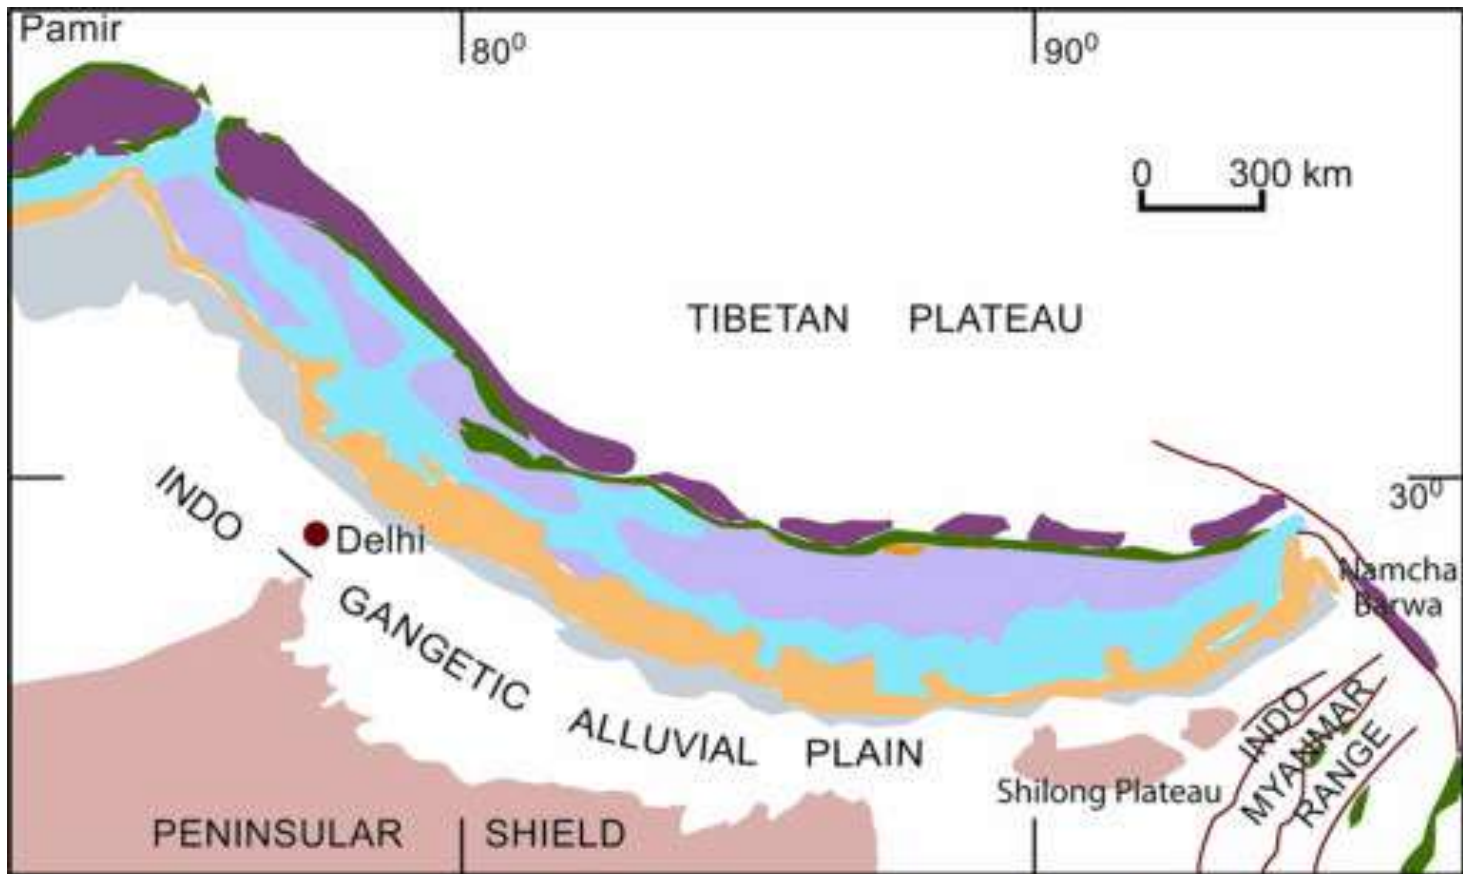 Pamir
80⁰
90⁰
0 300 km
TIBETAN PLATEAU
30⁰
INDO
Delhi
GANGETIC
ALLUVIAL PLAIN
Namcha
Barwa
Shilong Plateau
INDO
MYANMAR
RANGE
PENINSULAR SHIELD